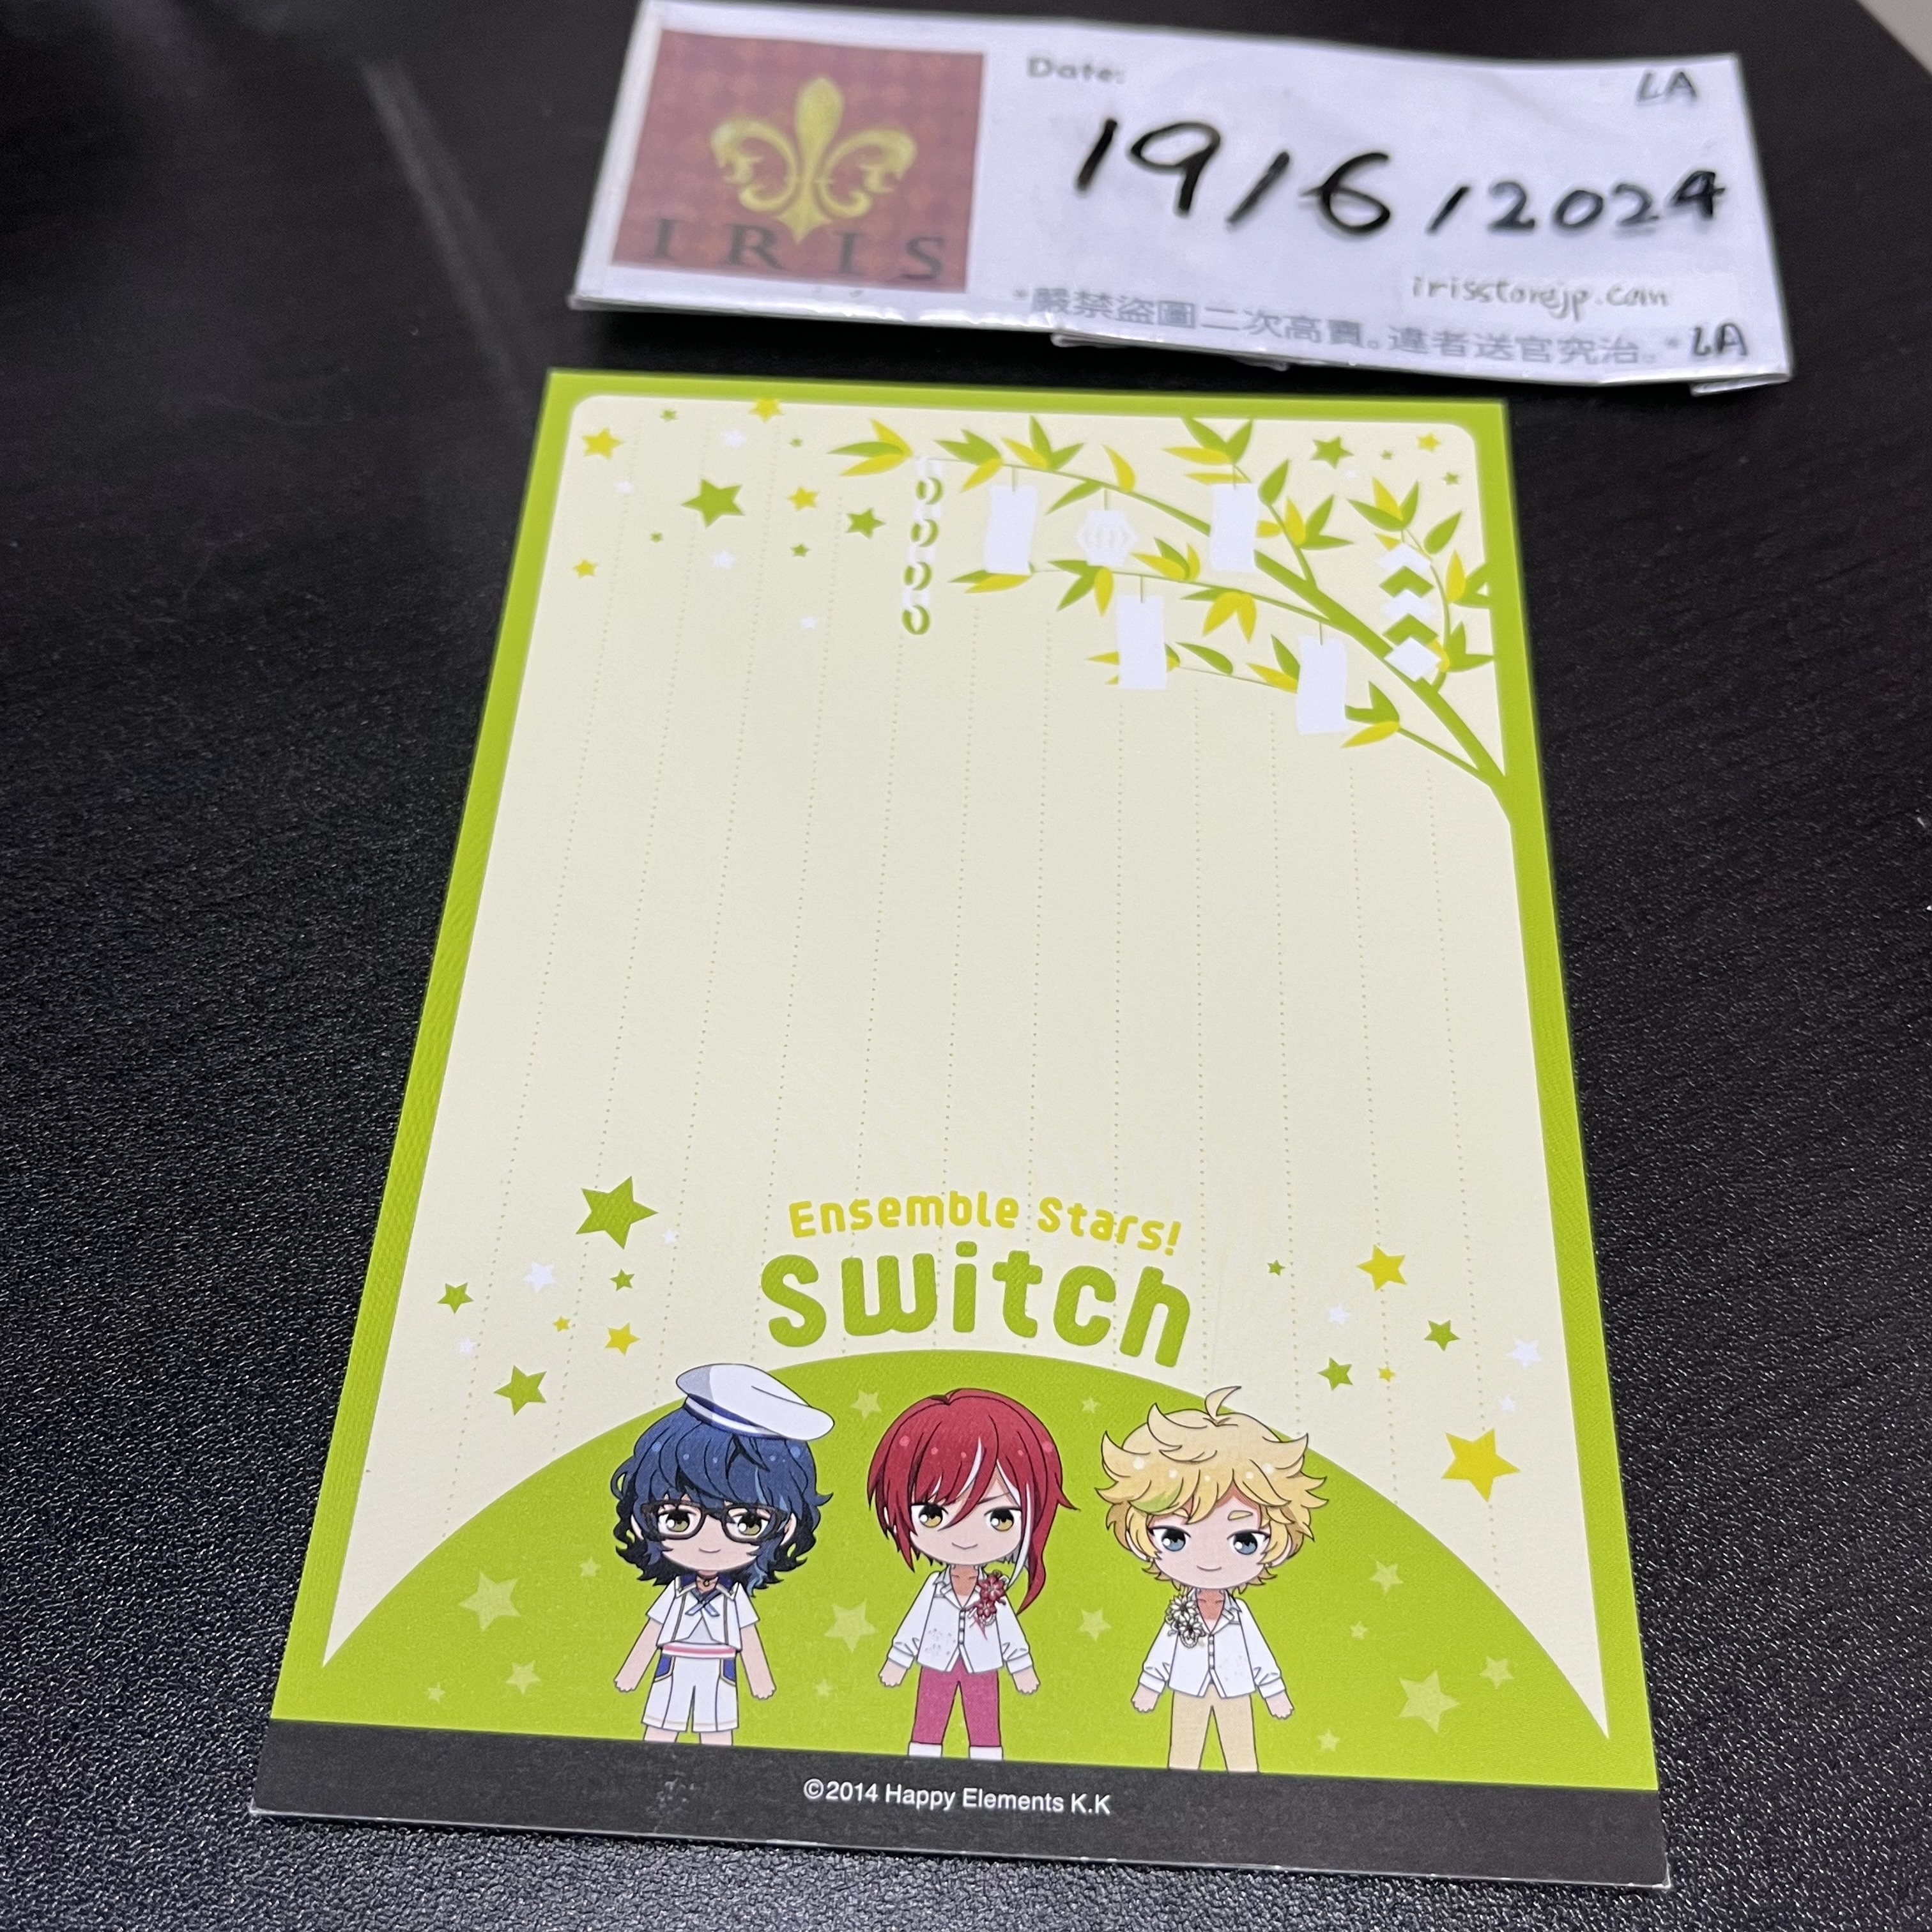 Date:
LA
IRIS
19/6/2024
irisstorejp.com
*嚴禁盜圖二次高賣。違者送官究治。*
LA
Ensemble Stars!
switch
©2014 Happy Elements K.K